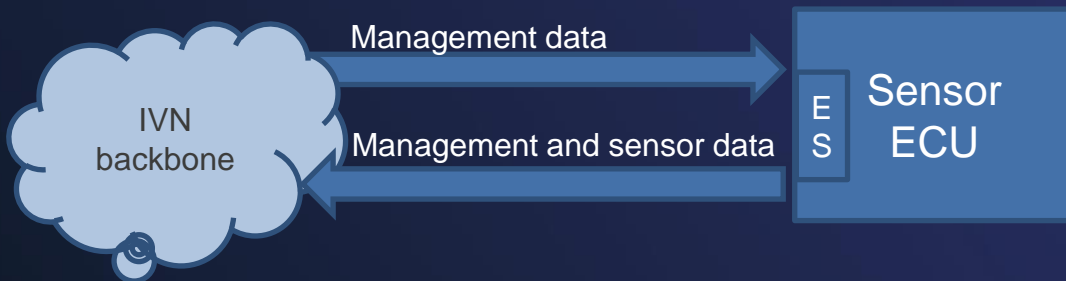 Management data
IVN
backbone
Management and sensor data
E
S
Sensor
ECU